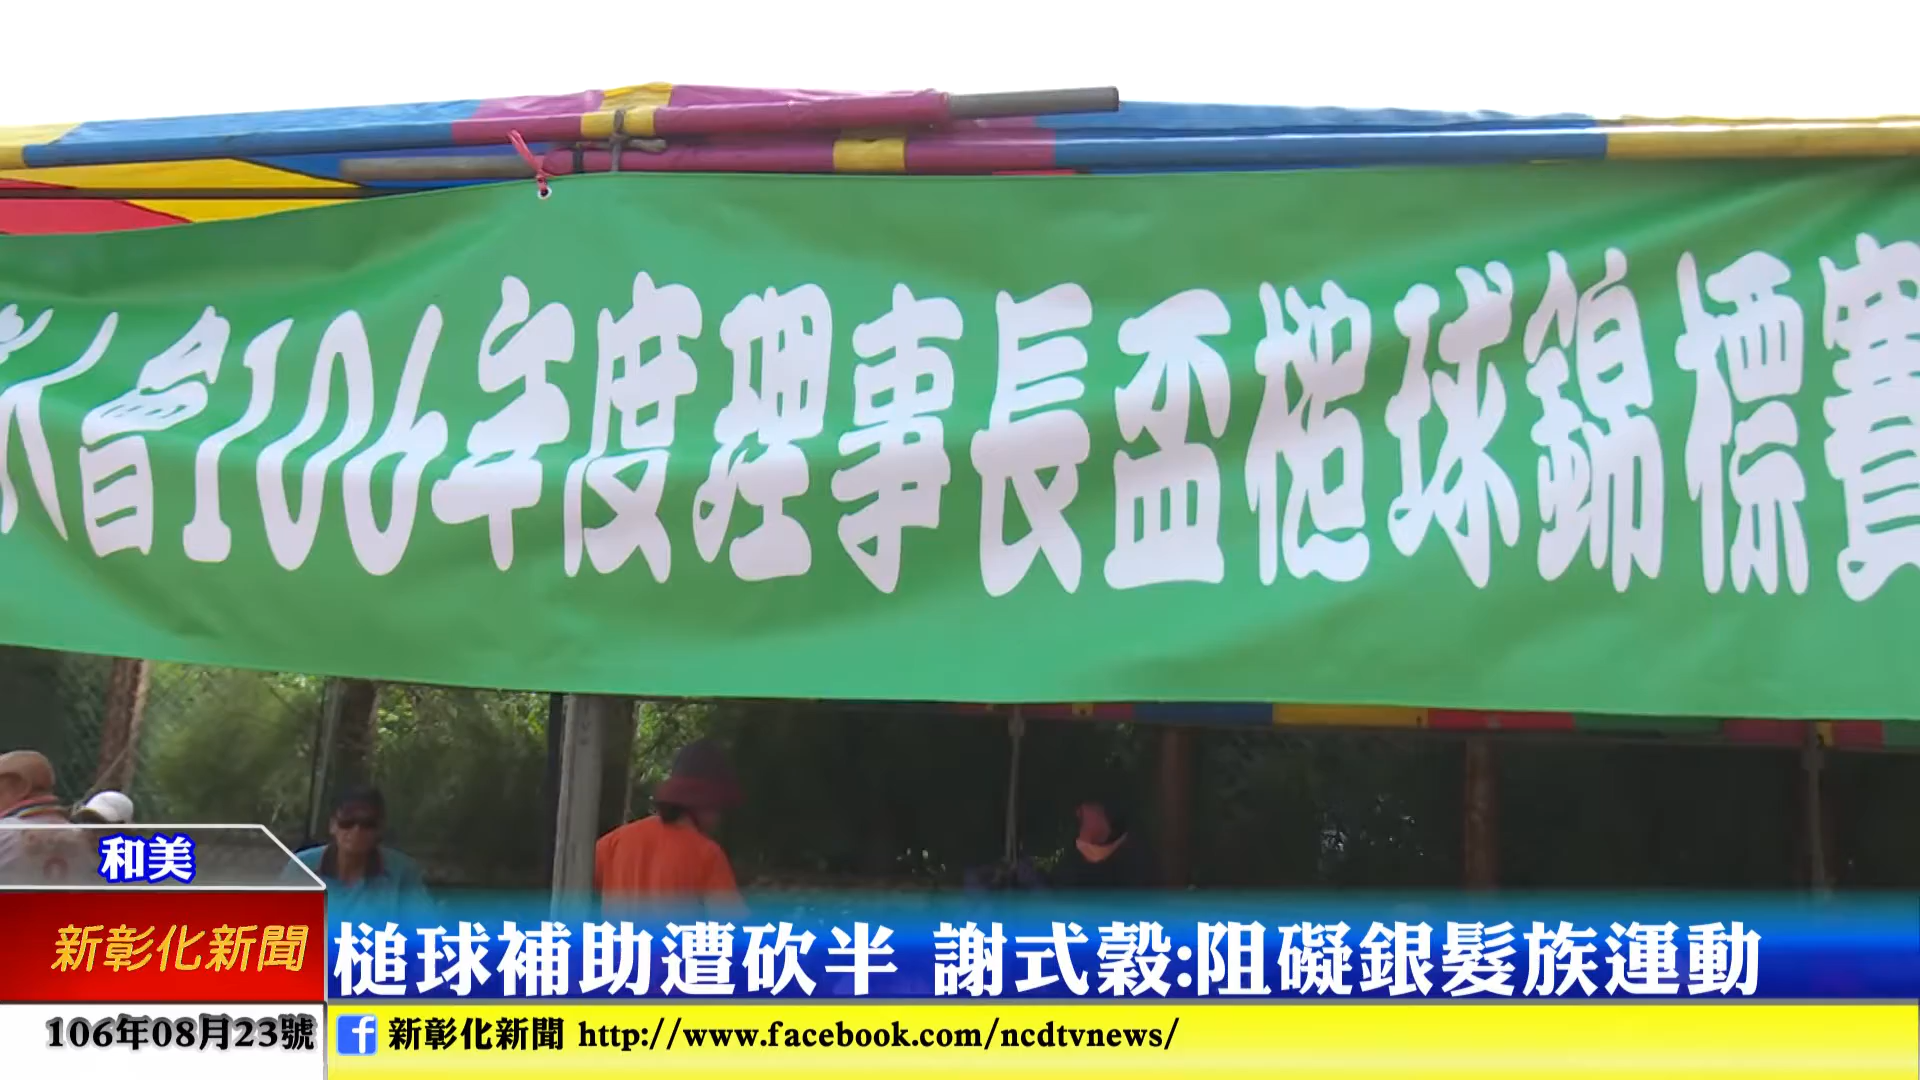 會106年度理事長盃槌球錦標賽
和美
新彰化新聞
槌球補助遭砍半 謝式穀:阻礙銀髮族運動
106年08月23號
新彰化新聞 http://www.facebook.com/ncdtvnews/